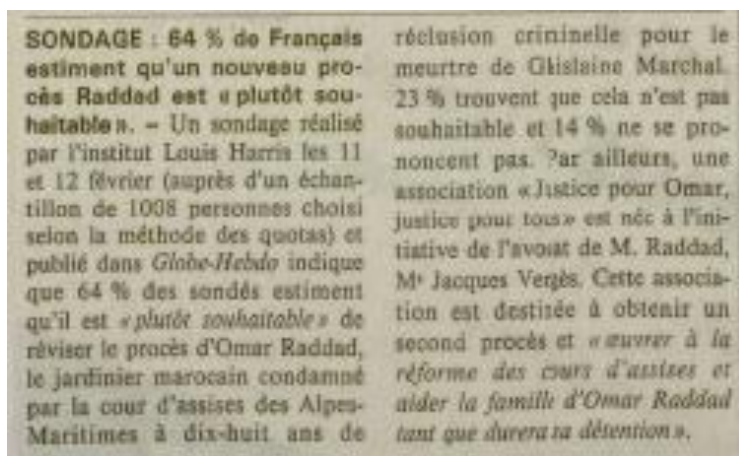 SONDAGE : 64 % de Français
estiment qu'un nouveau pro-
cès Raddad est « plutôt sou-
haitable ». – Un sondage réalisé
par l'institut Louis Harris les 11
et 12 février (auprès d'un échan-
tillon de 1008 personnes choisi
selon la méthode des quotas) et
publié dans Globe-Hebdo indique
que 64 % des sondés estiment
qu'il est « plutôt souhaitable » de
réviser le procès d'Omar Raddad,
le jardinier marocain condamné
par la cour d'assises des Alpes-
Maritimes à dix-huit ans de
réclusion criminelle pour le
meurtre de Ghislaine Marchal.
23 % trouvent que cela n'est pas
souhaitable et 14 % ne se pro-
noncent pas. Par ailleurs, une
association « Justice pour Omar,
justice pour tous » est née à l'ini-
tiative de l'avocat de M. Raddad,
Me Jacques Vergès. Cette associa-
tion est destinée à obtenir un
second procès et « œuvrer à la
réforme des cours d'assises et
aider la famille d'Omar Raddad
tant que durera sa détention ».